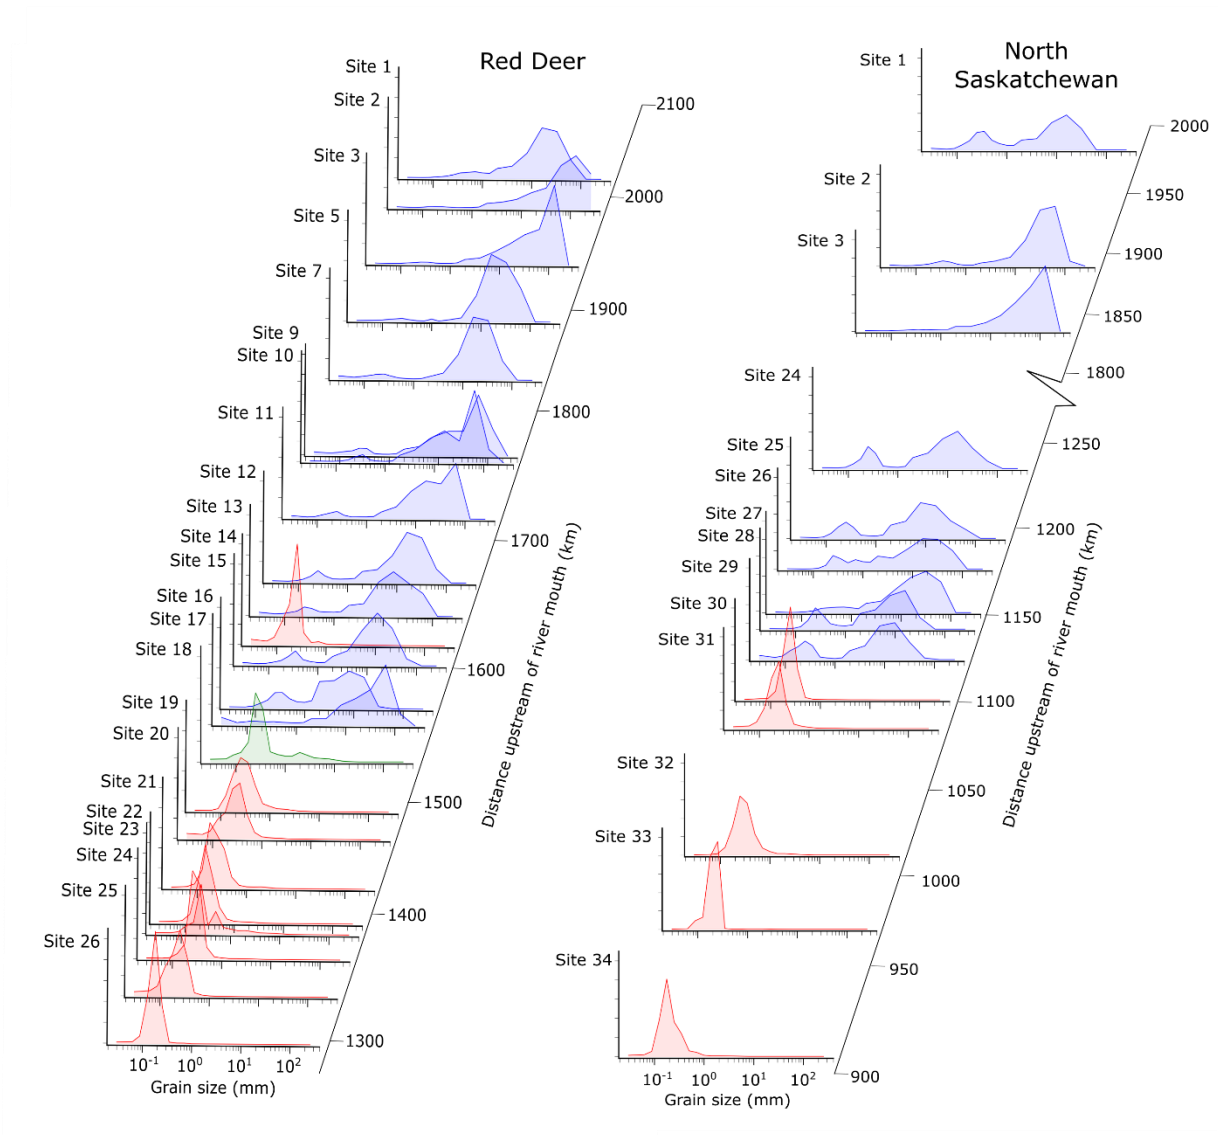 Red Deer
Site 1
Site 2
Site 3
Site 5
Site 7
Site 9
Site 10
Site 11
Site 12
Site 13
Site 14
Site 15
Site 16
Site 17
Site 18
Site 19
Site 20
Site 21
Site 22
Site 23
Site 24
Site 25
Site 26
2100
2000
1900
1800
1700
1600
1500
1400
1300
Distance upstream of river mouth (km)
10-1 100 101 102
Grain size (mm)
North
Saskatchewan
Site 1
Site 2
Site 3
Site 24
Site 25
Site 26
Site 27
Site 28
Site 29
Site 30
Site 31
Site 32
Site 33
Site 34
2000
1950
1900
1850
1800
1250
1200
1150
1100
1050
1000
950
900
Distance upstream of river mouth (km)
10-1 100 101 102
Grain size (mm)